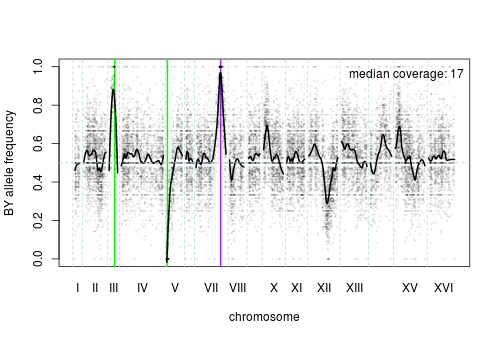 median coverage: 17
BY allele frequency
1.0
0.8
0.6
0.4
0.2
0.0
I II III IV V VII VIII X XI XII XIII XV XVI
chromosome